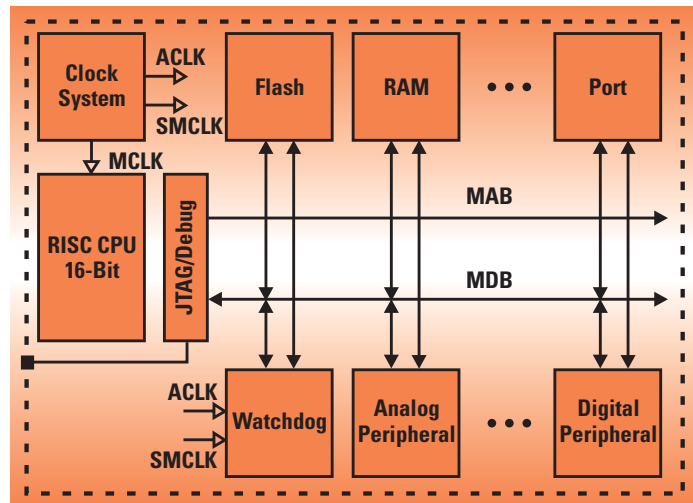 Clock
System
ACLK
SMCLK
MCLK
Flash
RAM
Port
RISC CPU
16-Bit
JTAG/Debug
MAB
MDB
ACLK
SMCLK
Watchdog
Analog
Peripheral
Digital
Peripheral